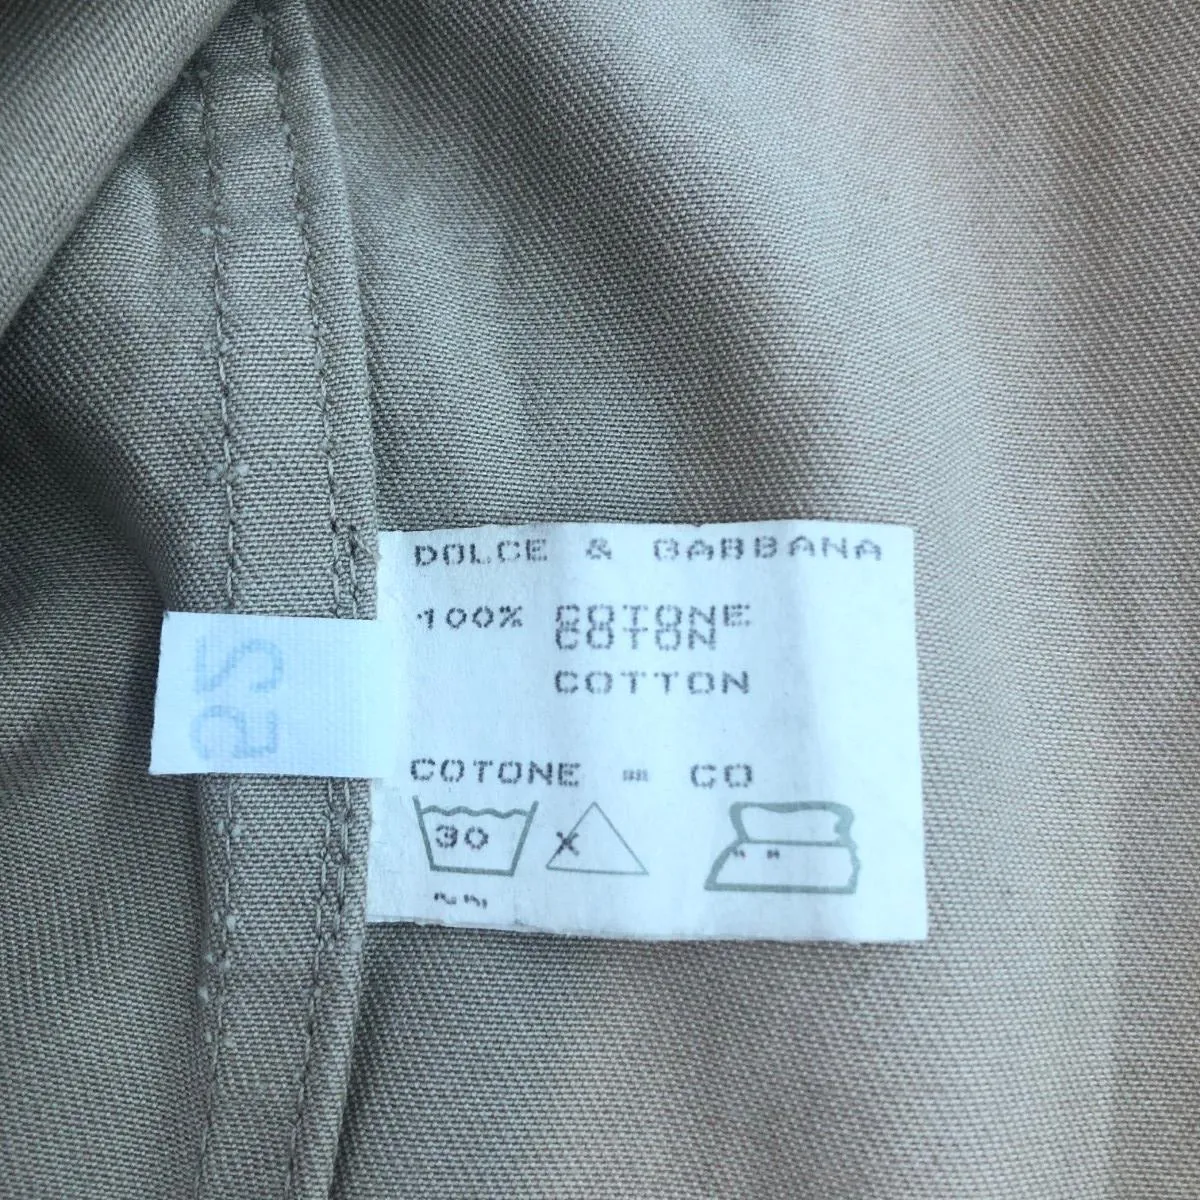 DOLCE & GABBANA
100% COTONE
COTON
COTTON
COTONE = CO
30 X